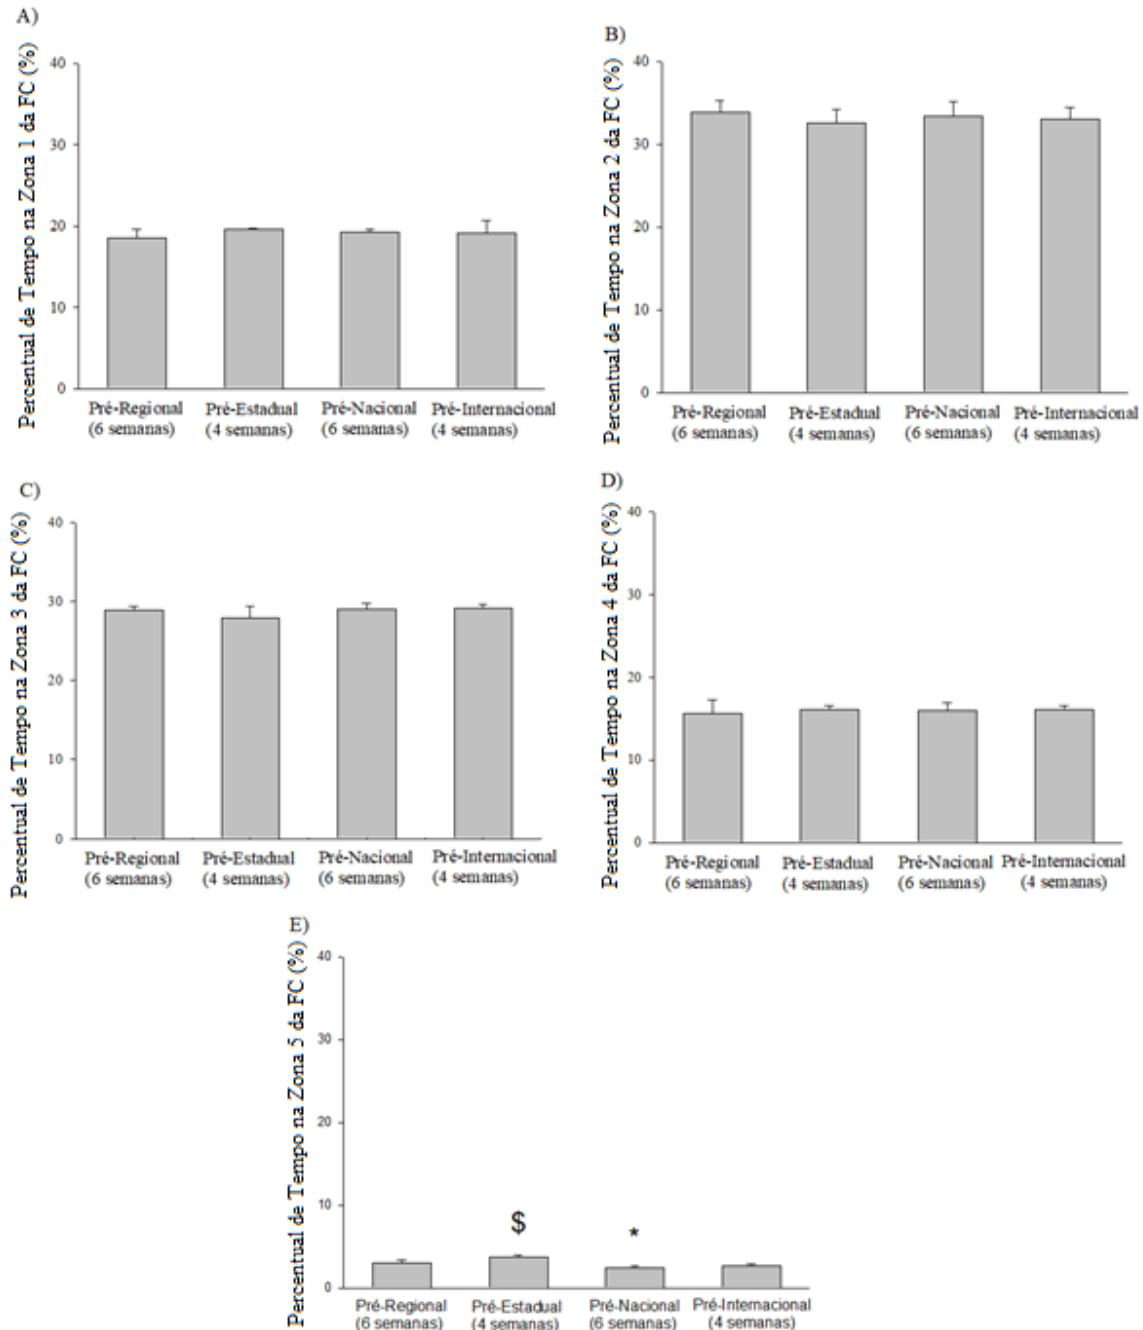 A)
Percentual de Tempo na Zona 1 da FC (%)
40
30
20
10
0
Pré-Regional Pré-Estadual Pré-Nacional Pré-Internacional
(6 semanas) (4 semanas) (6 semanas) (4 semanas)
B)
Percentual de Tempo na Zona 2 da FC (%)
40
30
20
10
0
Pré-Regional Pré-Estadual Pré-Nacional Pré-Internacional
(6 semanas) (4 semanas) (6 semanas) (4 semanas)
C)
Percentual de Tempo na Zona 3 da FC (%)
40
30
20
10
0
Pré-Regional Pré-Estadual Pré-Nacional Pré-Internacional
(6 semanas) (4 semanas) (6 semanas) (4 semanas)
D)
Percentual de Tempo na Zona 4 da FC (%)
40
30
20
10
0
Pré-Regional Pré-Estadual Pré-Nacional Pré-Internacional
(6 semanas) (4 semanas) (6 semanas) (4 semanas)
E)
Percentual de Tempo na Zona 5 da FC (%)
40
30
20
10
0
$ *
Pré-Regional Pré-Estadual Pré-Nacional Pré-Internacional
(6 semanas) (4 semanas) (6 semanas) (4 semanas)